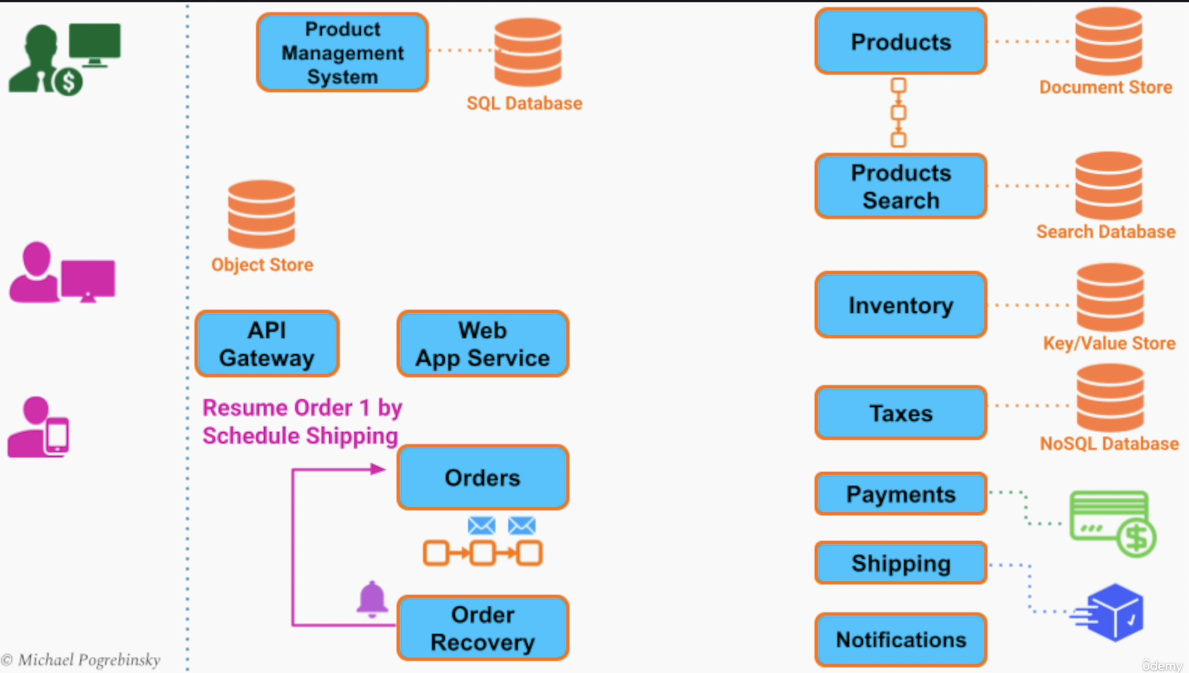 Product
Management
System
SQL Database
Products
Document Store
Products
Search
Search Database
Object Store
Inventory
Key/Value Store
API
Gateway
Web
App Service
Taxes
NoSQL Database
Resume Order 1 by
Schedule Shipping
Orders
Payments
$
Shipping
Order
Recovery
Notifications
$
© Michael Pogrebinsky
ûdemy